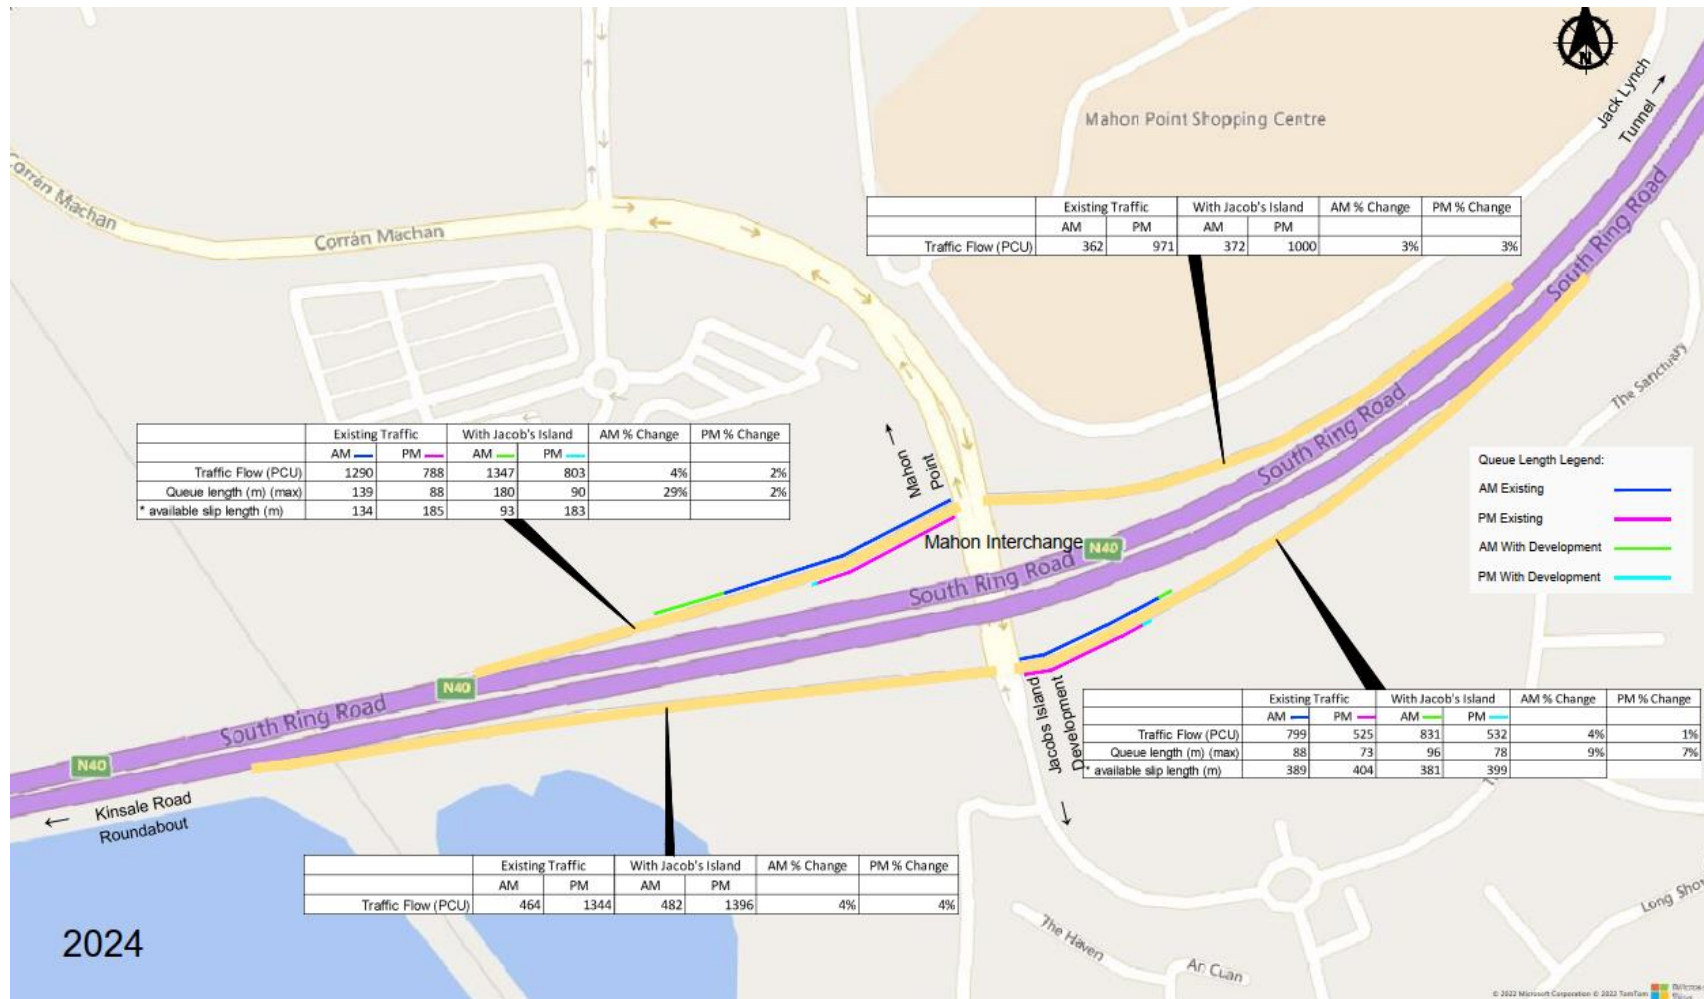 Jack Lynch
Tunnel
Mahon Point Shopping Centre
Corrán Machan
Corrán Machan
South Ring Road
Existing Traffic With Jacob's Island AM % Change PM % Change
AM PM AM PM
Traffic Flow (PCU) 362 971 372 1000 3% 3%
The Sanctuary
South Ring Road
Existing Traffic With Jacob's Island AM % Change PM % Change
AM PM AM PM
Traffic Flow (PCU) 1290 788 1347 803 4% 2%
Queue length (m) (max) 139 88 180 90 29% 2%
* available slip length (m) 134 185 93 183
Mahon
Point
Queue Length Legend:
AM Existing
PM Existing
AM With Development
PM With Development
Mahon Interchange
N40
South Ring Road
N40
South Ring Road
N40
Jacobs Island
Development
Existing Traffic With Jacob's Island AM % Change PM % Change
AM PM AM PM
Traffic Flow (PCU) 799 525 831 532 4% 1%
Queue length (m) (max) 88 73 96 78 9% 7%
* available slip length (m) 389 404 381 399
Kinsale Road
Roundabout
Existing Traffic With Jacob's Island AM % Change PM % Change
AM PM AM PM
Traffic Flow (PCU) 464 1344 482 1396 4% 4%
2024
The Haven
An Cuan
Long Sho
© 2022 Microsoft Corporation © 2022 TomTom